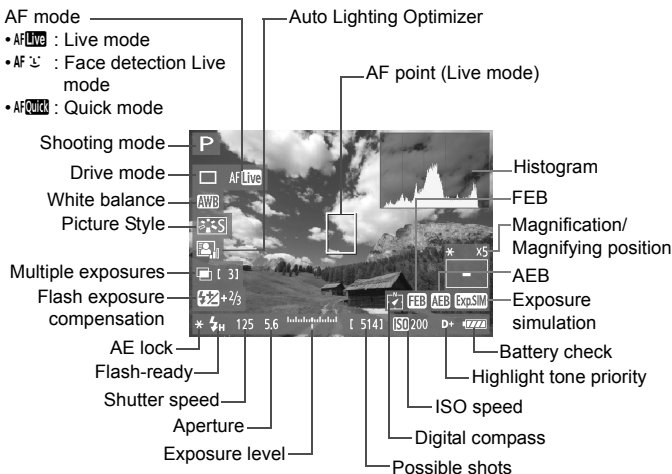 AF mode
• AF Live : Live mode
• AF : Face detection Live
mode
• AF Quick : Quick mode
Auto Lighting Optimizer
AF point (Live mode)
Shooting mode
Drive mode
White balance
Picture Style
Multiple exposures
Flash exposure
compensation
AE lock
Flash-ready
Shutter speed
Aperture
Exposure level
Histogram
FEB
Magnification/
Magnifying position
AEB
Exposure
simulation
Battery check
Highlight tone priority
ISO speed
Digital compass
Possible shots
P
AF Live
AWB
S
[ 3]
+2/3
* x5
N
FEB AEB Exp.SIM
* H 125 5.6 [ 514] ISO 200 D+